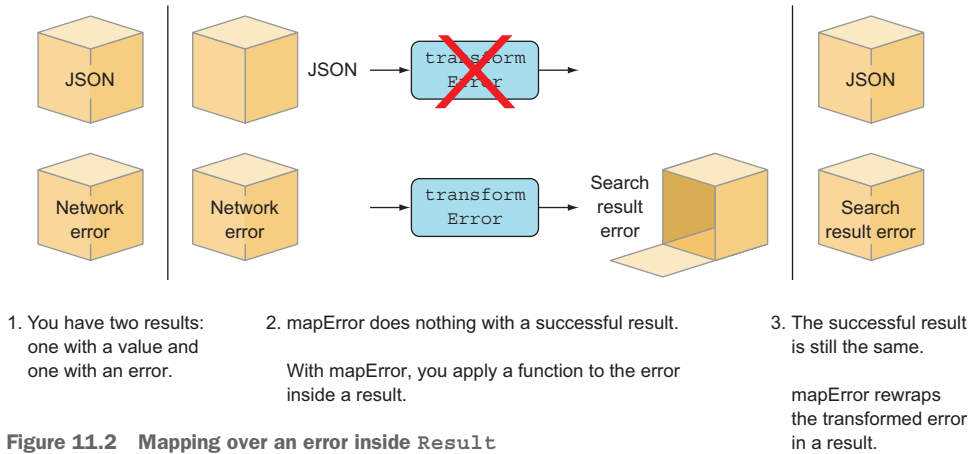 JSON
JSON
transform
Error
JSON
Network
error
Network
error
transform
Error
Search
result
error
Search
result error
1. You have two results:
one with a value and
one with an error.
2. mapError does nothing with a successful result.
With mapError, you apply a function to the error
inside a result.
3. The successful result
is still the same.
mapError rewraps
the transformed error
in a result.
Figure 11.2 Mapping over an error inside Result